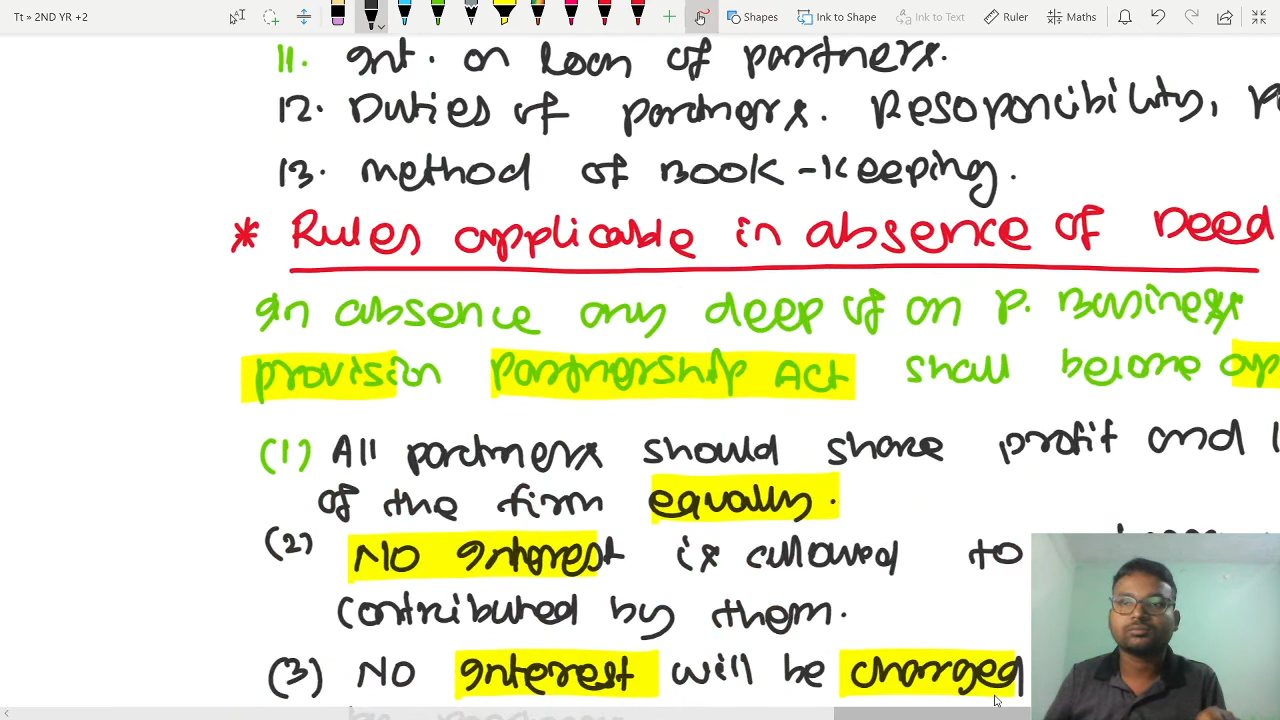 Tt » 2ND YR +2
Shapes Ink to Shape Ink to Text Ruler Maths
11. Int. on loan of partners.
12. Duties of partners. Resoponcibility,
13. Method of Book-Keeping.
* Rules applicable in absence of Deed
In absence any deep of on P. Business
provision Partnership Act shall become
(1) All partners should share profit and
of the firm equally.
(2) No interest is allowed to
contributed by them.
(3) No interest will be charged